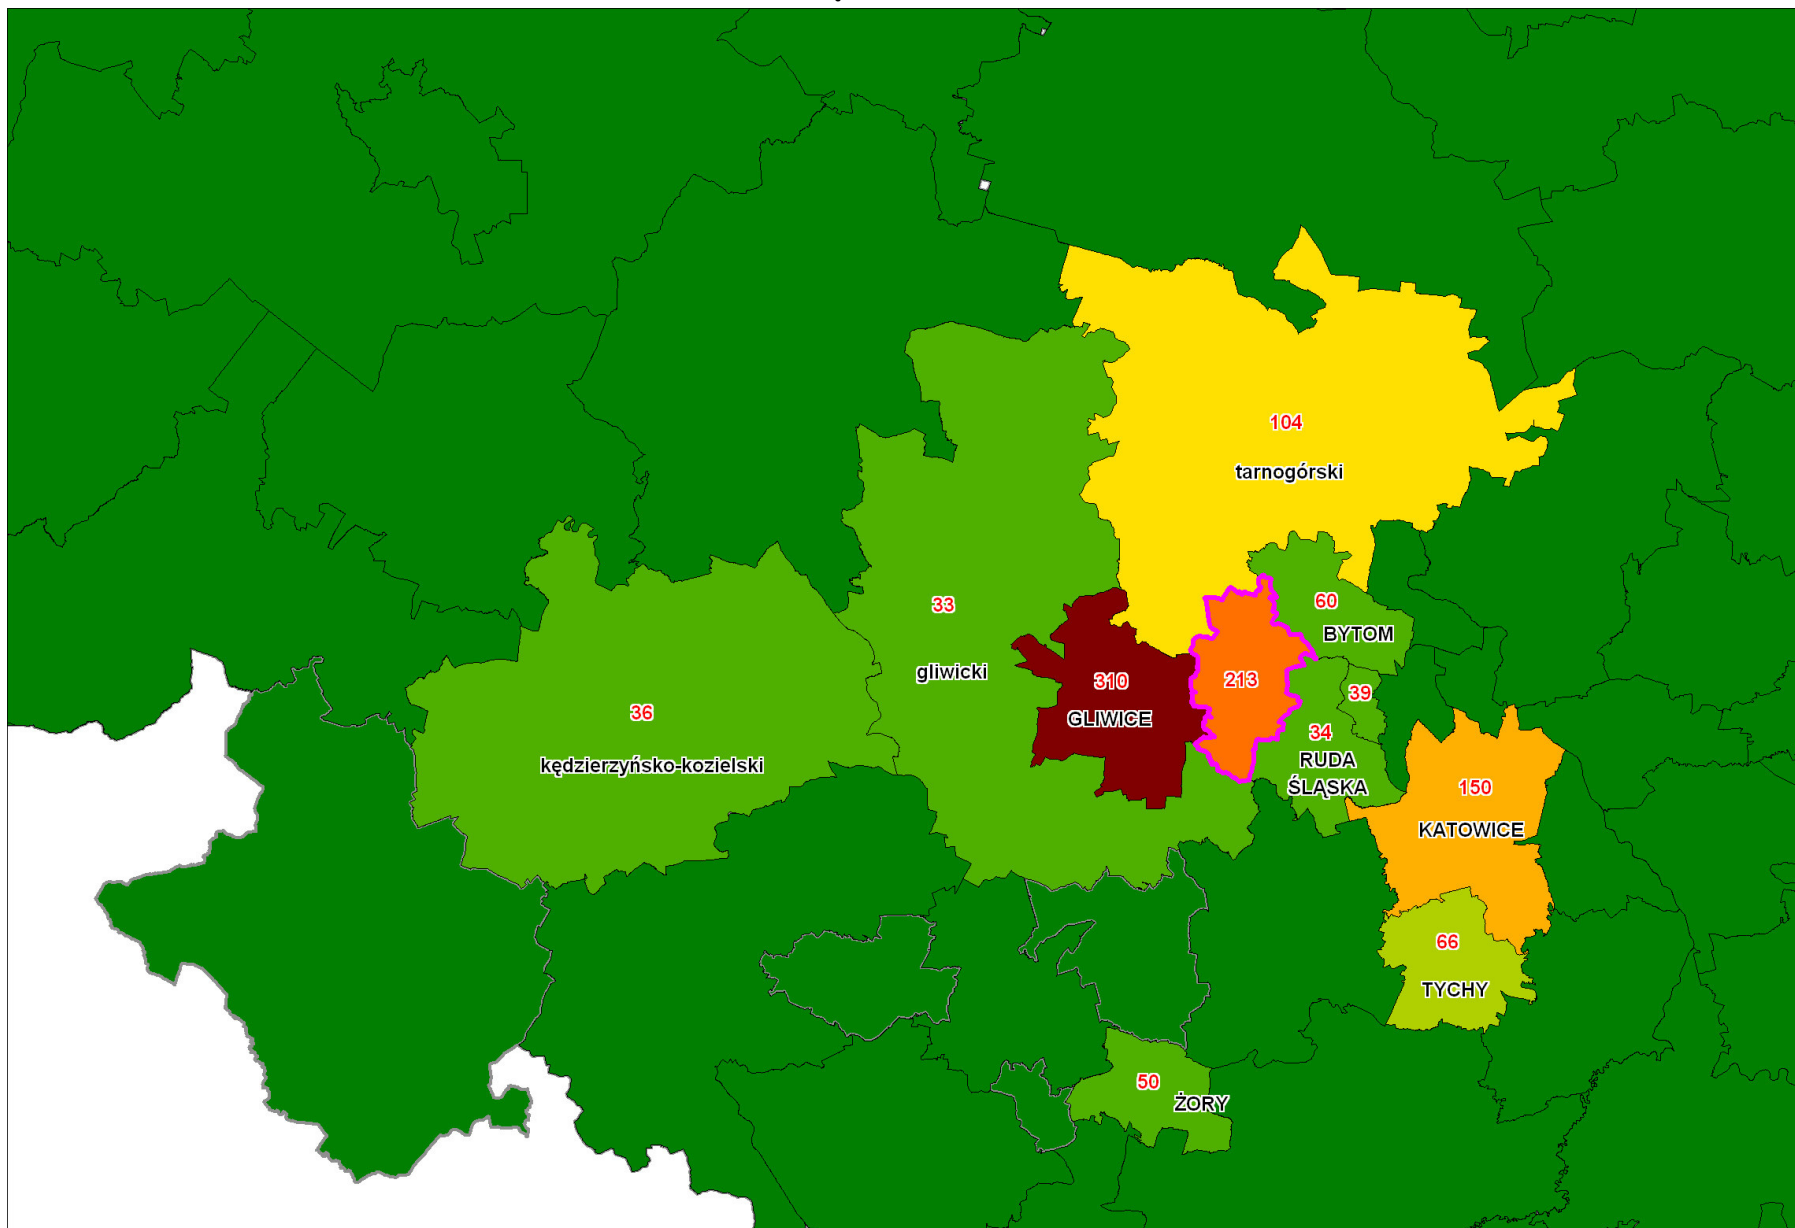 104
tarnogórski
33
60
BYTOM
gliwicki
310
213
39
GLIWICE
36
34
kędzierzyńsko-kozielski
RUDA
ŚLĄSKA
150
KATOWICE
66
TYCHY
50
ŻORY